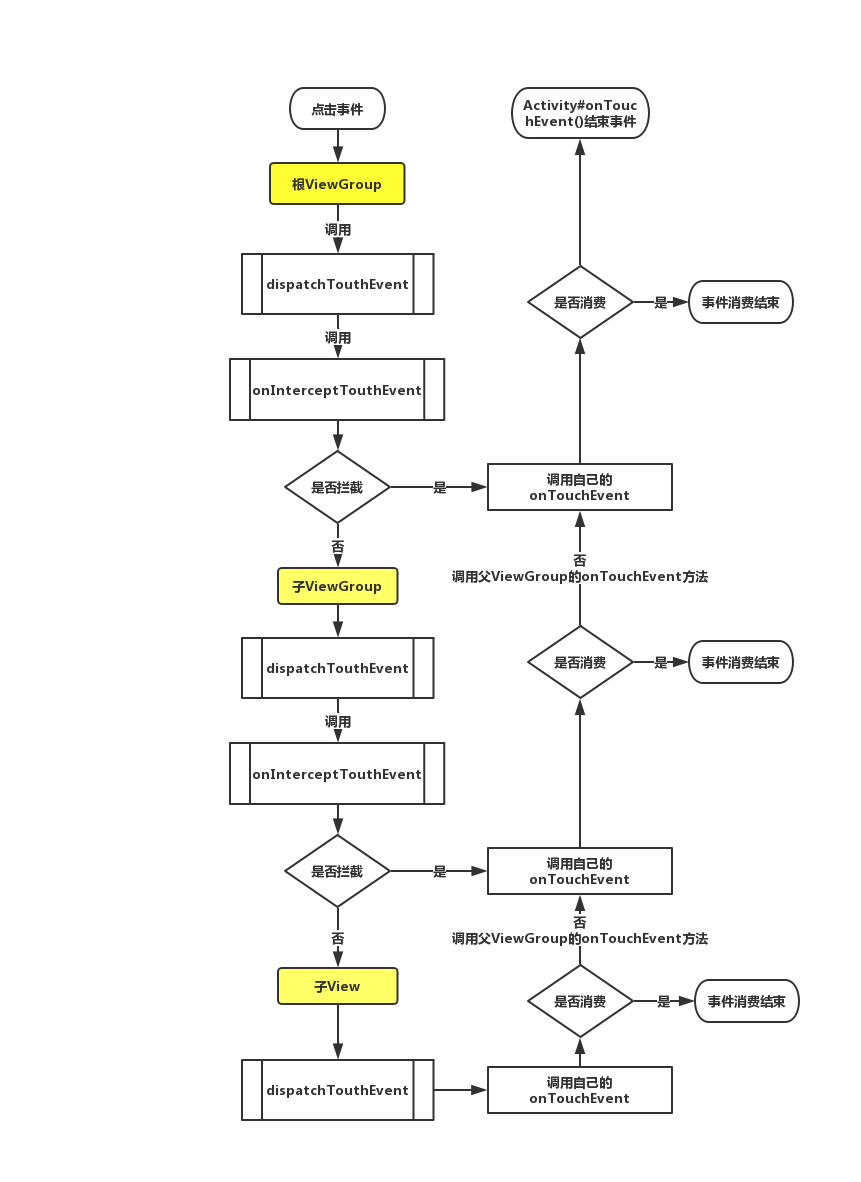 点击事件
Activity#onTouc
hEvent()结束事件
根ViewGroup
调用
dispatchTouthEvent
是否消费
是
事件消费结束
调用
onInterceptTouthEvent
是否拦截
是
调用自己的
onTouchEvent
否
否
调用父ViewGroup的onTouchEvent方法
子ViewGroup
dispatchTouthEvent
是否消费
是
事件消费结束
调用
onInterceptTouthEvent
是否拦截
是
调用自己的
onTouchEvent
否
否
调用父ViewGroup的onTouchEvent方法
子View
是否消费
是
事件消费结束
dispatchTouthEvent
调用自己的
onTouchEvent